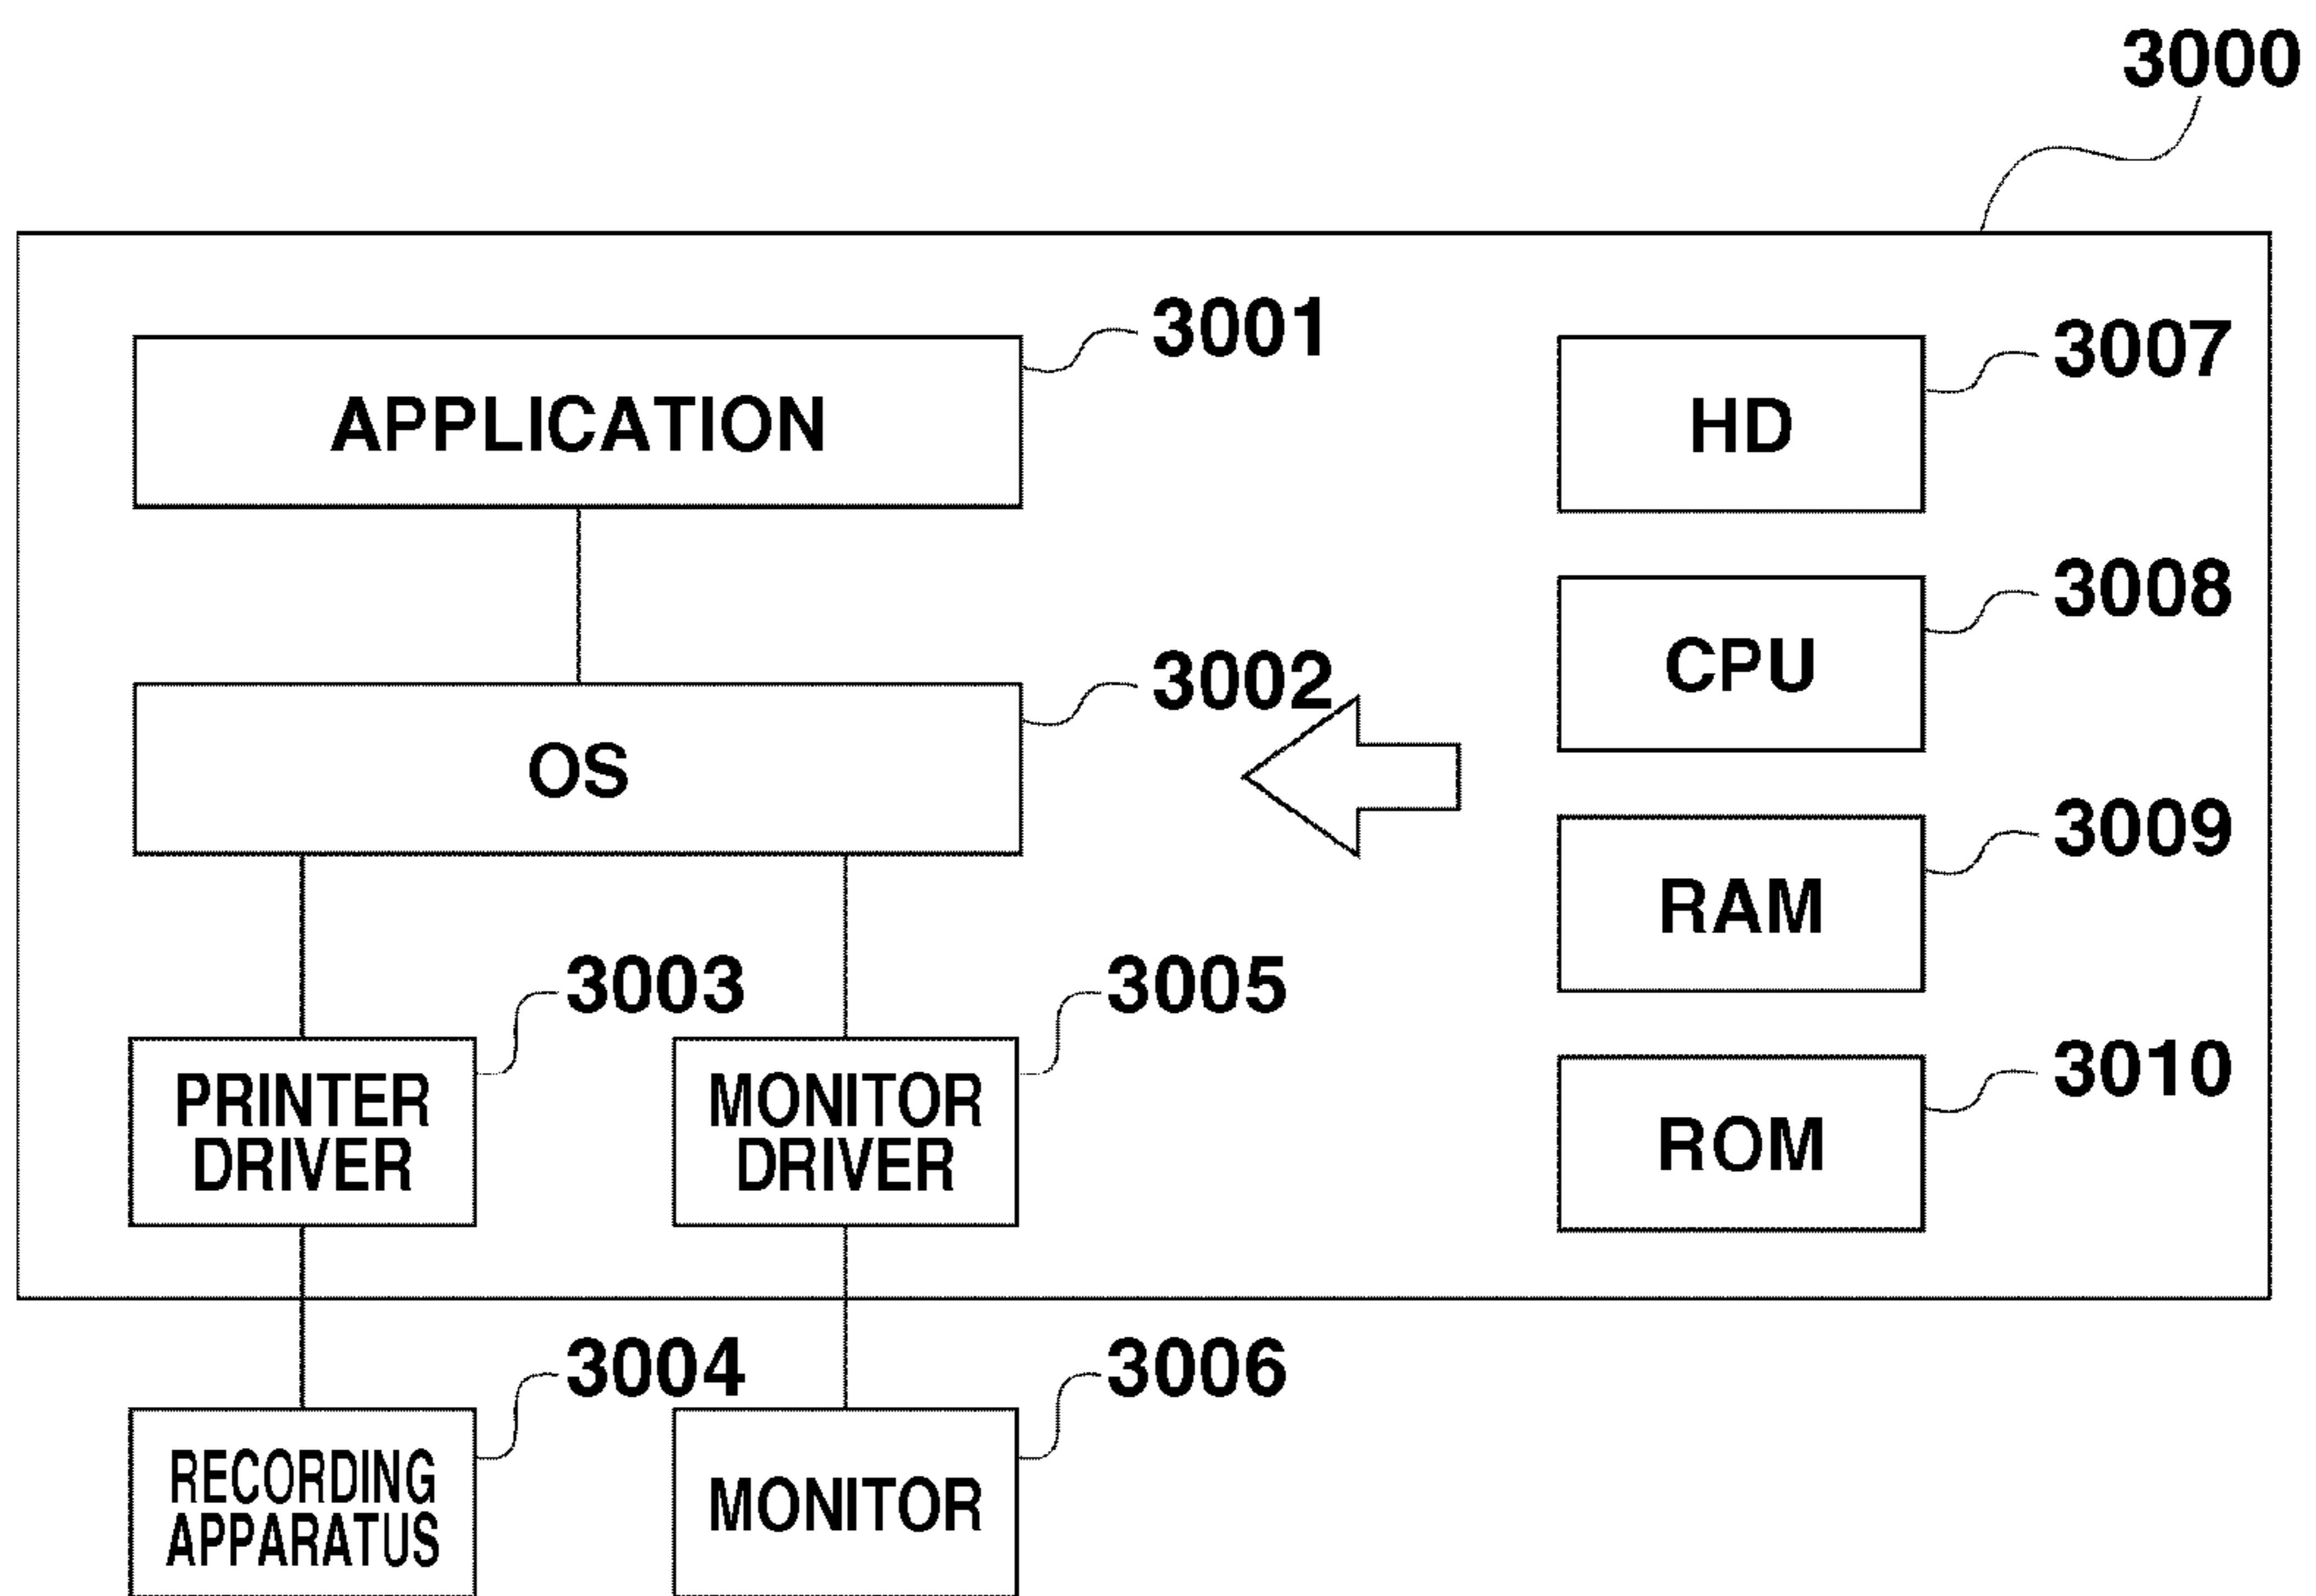 3000
3001
APPLICATION
3002
OS
3003
PRINTER
DRIVER
3005
MONITOR
DRIVER
3004
RECORDING
APPARATUS
3006
MONITOR
3007
HD
3008
CPU
3009
RAM
3010
ROM